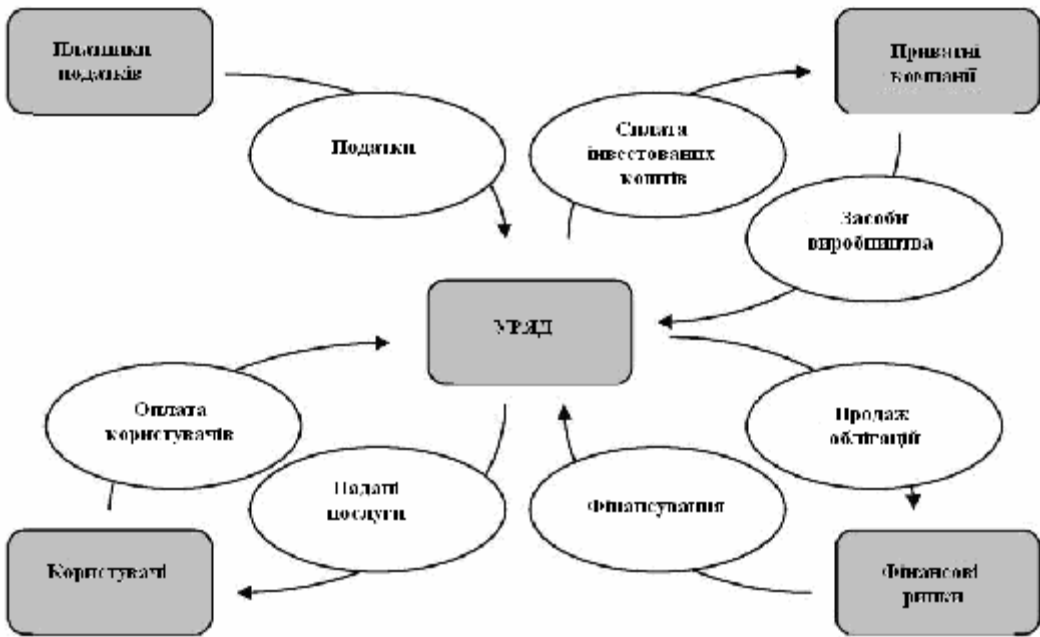 Платники
податків
Приватні
компанії
Податки
Сплата
інвестованих
коштів
Засоби
виробництва
УРЯД
Оплата
користувачів
Продаж
облігацій
Надані
послуги
Фінансування
Користувачі
Фінансові
ринки